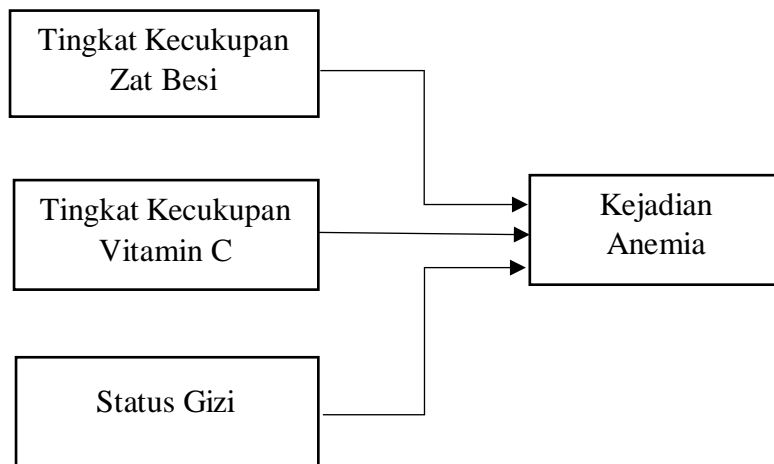 Tingkat Kecukupan
Zat Besi
Tingkat Kecukupan
Vitamin C
Status Gizi
Kejadian
Anemia